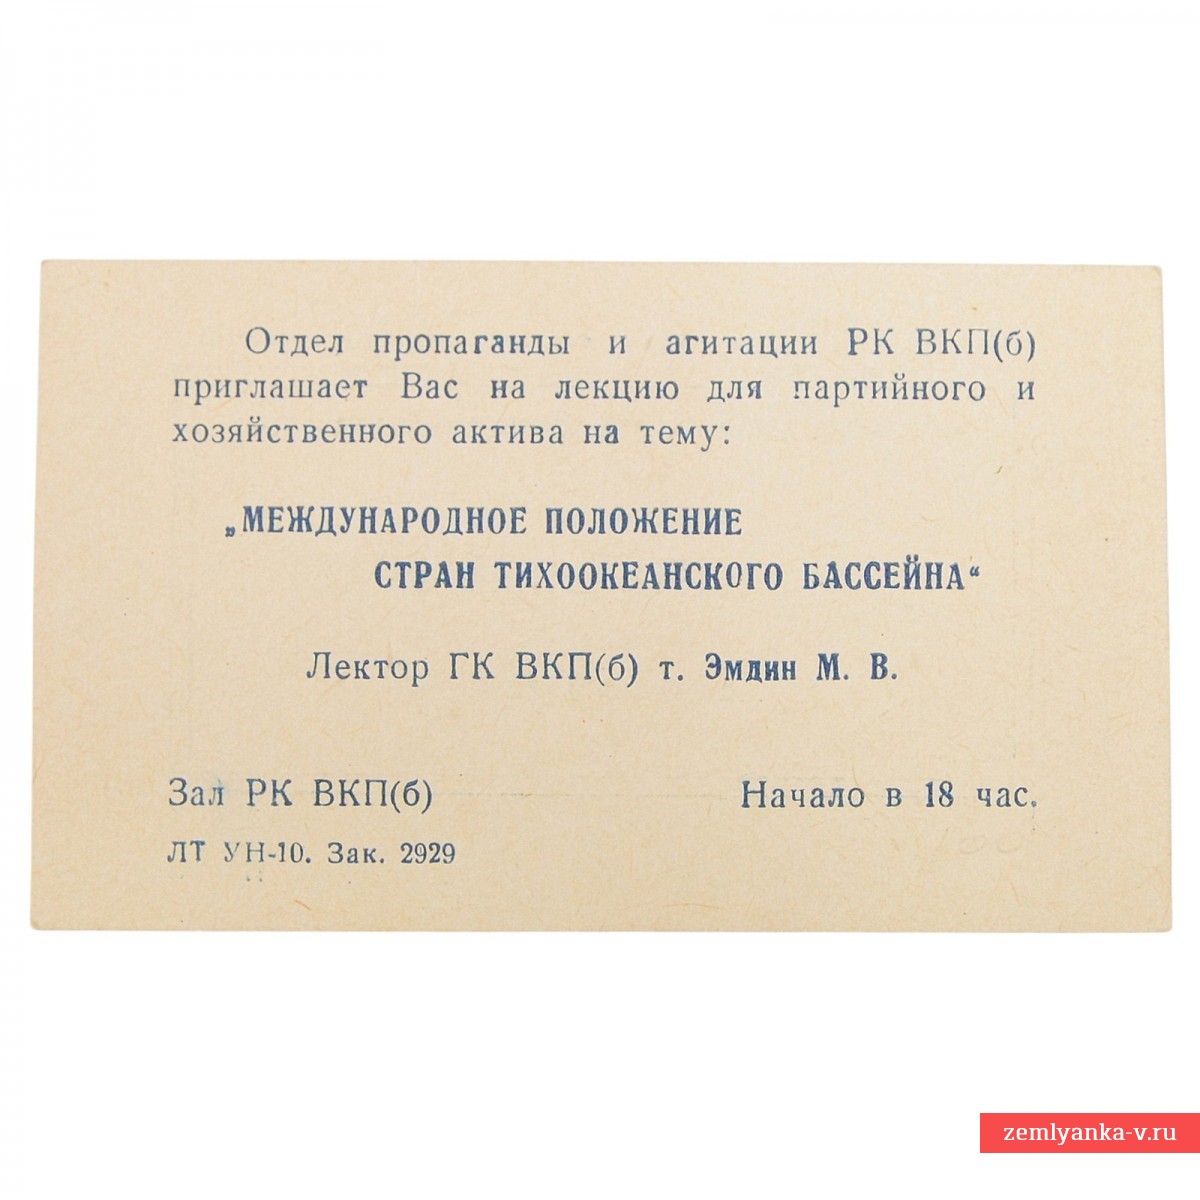 Отдел пропаганды и агитации РК ВКП(б)
приглашает Вас на лекцию для партийного и
хозяйственного актива на тему:
„МЕЖДУНАРОДНОЕ ПОЛОЖЕНИЕ
СТРАН ТИХООКЕАНСКОГО БАССЕЙНА“
Лектор ГК ВКП(б) т. Эмдин М. В.
Зал РК ВКП(б) Начало в 18 час.
ЛТ УН-10. Зак. 2929
zemlyanka-v.ru